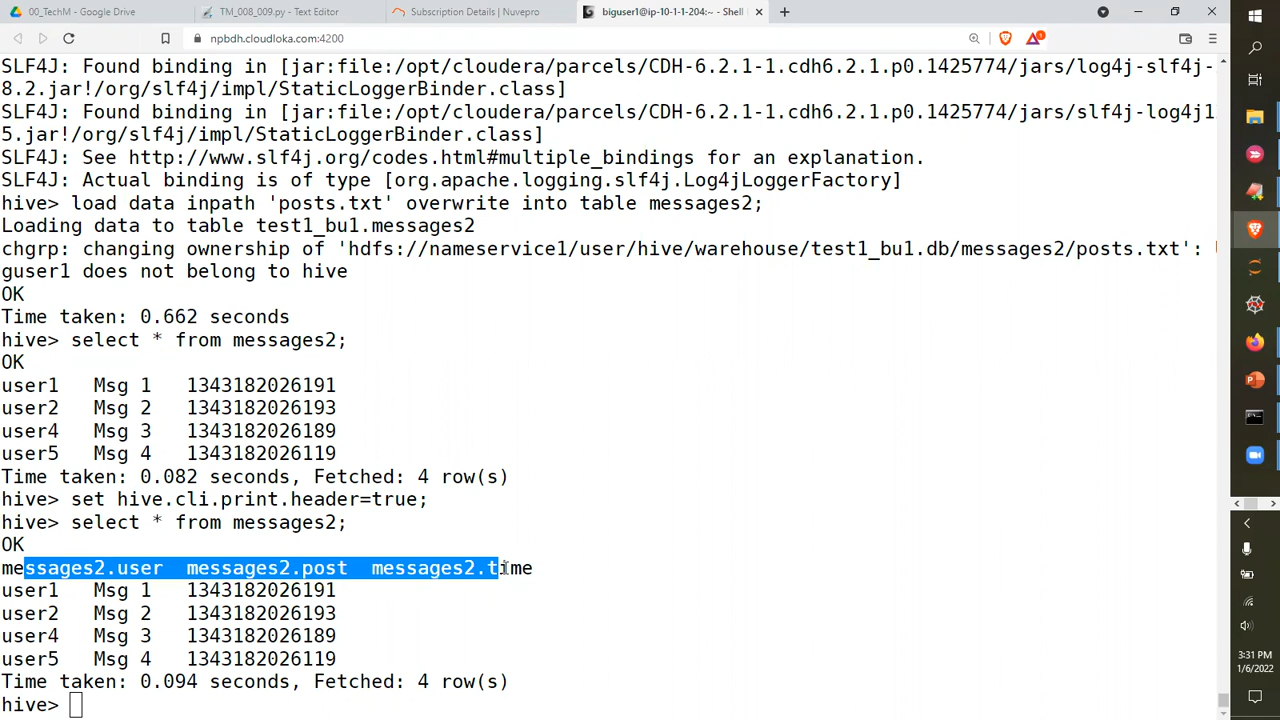 00_TechM - Google Drive
TM_008_009.py - Text Editor
Subscription Details | Nuvepro
biguser1@ip-10-1-1-204:~ - Shell
npbdh.cloudloka.com:4200
SLF4J: Found binding in [jar:file:/opt/cloudera/parcels/CDH-6.2.1-1.cdh6.2.1.p0.1425774/jars/log4j-slf4j-
8.2.jar!/org/slf4j/impl/StaticLoggerBinder.class]
SLF4J: Found binding in [jar:file:/opt/cloudera/parcels/CDH-6.2.1-1.cdh6.2.1.p0.1425774/jars/slf4j-log4j1
5.jar!/org/slf4j/impl/StaticLoggerBinder.class]
SLF4J: See http://www.slf4j.org/codes.html#multiple_bindings for an explanation.
SLF4J: Actual binding is of type [org.apache.logging.slf4j.Log4jLoggerFactory]
hive> load data inpath 'posts.txt' overwrite into table messages2;
Loading data to table test1_bu1.messages2
chgrp: changing ownership of 'hdfs://nameservice1/user/hive/warehouse/test1_bu1.db/messages2/posts.txt':
guser1 does not belong to hive
OK
Time taken: 0.662 seconds
hive> select * from messages2;
OK
user1 Msg 1 1343182026191
user2 Msg 2 1343182026193
user4 Msg 3 1343182026189
user5 Msg 4 1343182026119
Time taken: 0.082 seconds, Fetched: 4 row(s)
hive> set hive.cli.print.header=true;
hive> select * from messages2;
OK
messages2.user messages2.post messages2.time
user1 Msg 1 1343182026191
user2 Msg 2 1343182026193
user4 Msg 3 1343182026189
user5 Msg 4 1343182026119
Time taken: 0.094 seconds, Fetched: 4 row(s)
hive>
3:31 PM
1/6/2022